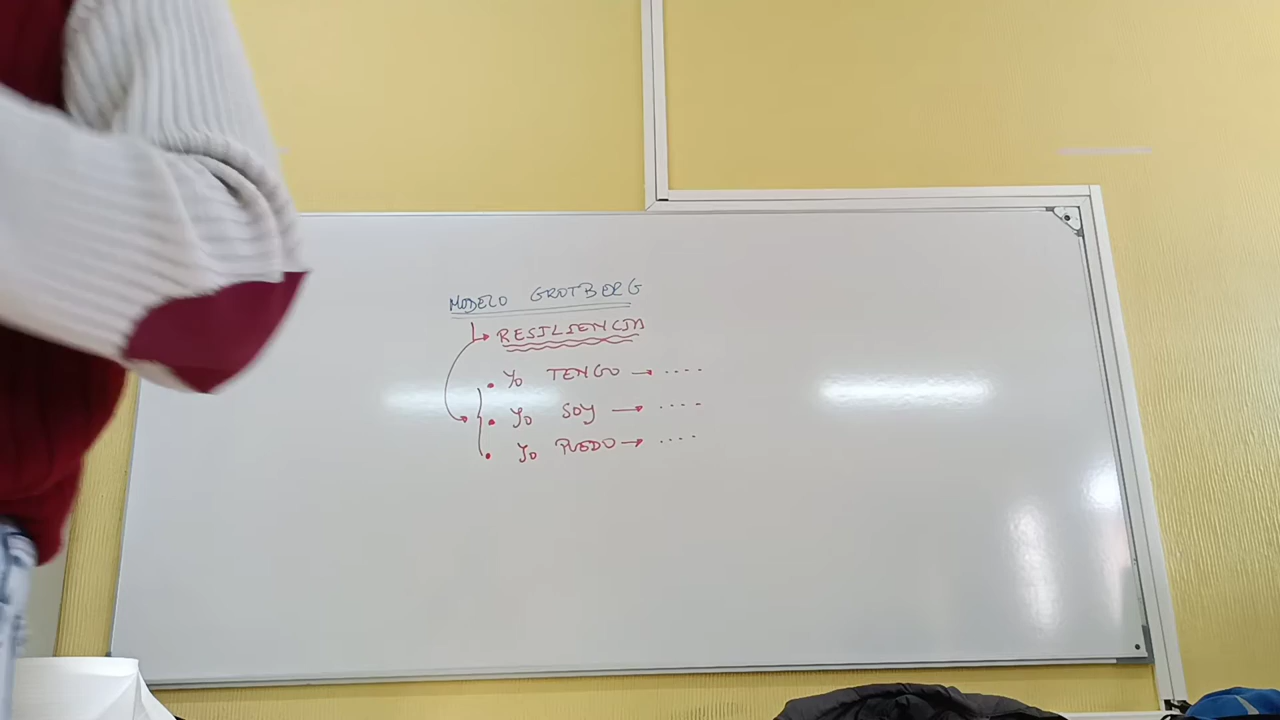 MODELO GROTBERG
↳ RESILIENCIA
• Yo TENGO → ....
• Yo SOY → ....
• Yo PUEDO → ....